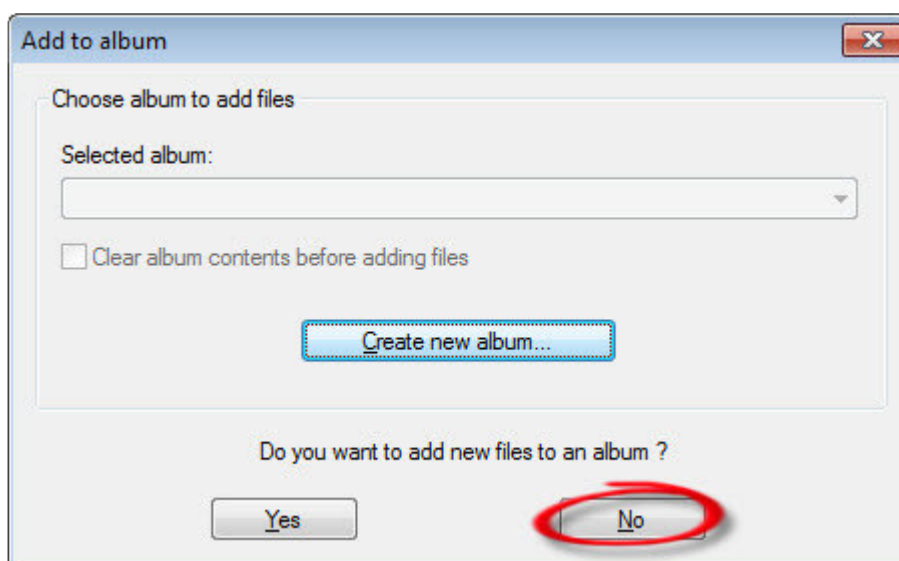 Add to album
Choose album to add files
Selected album:
Clear album contents before adding files
Create new album...
Do you want to add new files to an album ?
Yes
No